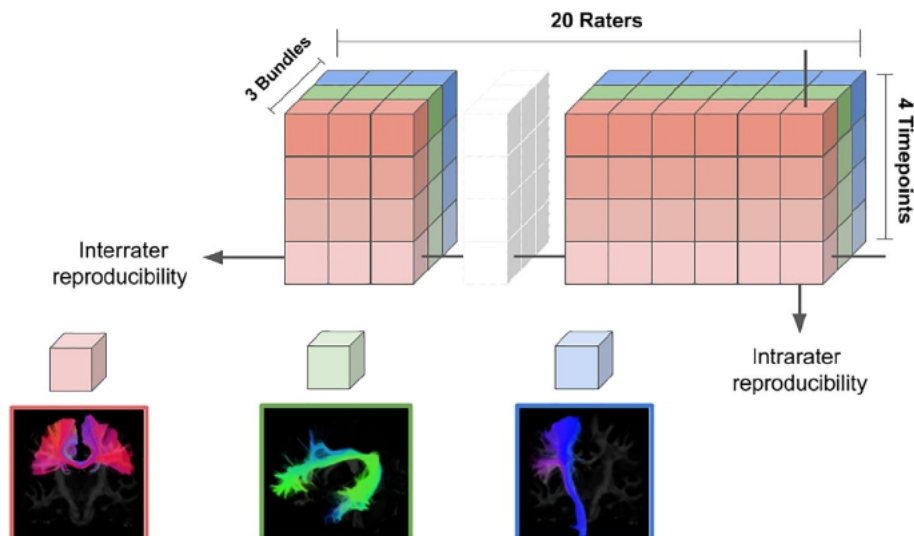 20 Raters
3 Bundles
4 Timepoints
Interrater
reproducibility
Intrarater
reproducibility